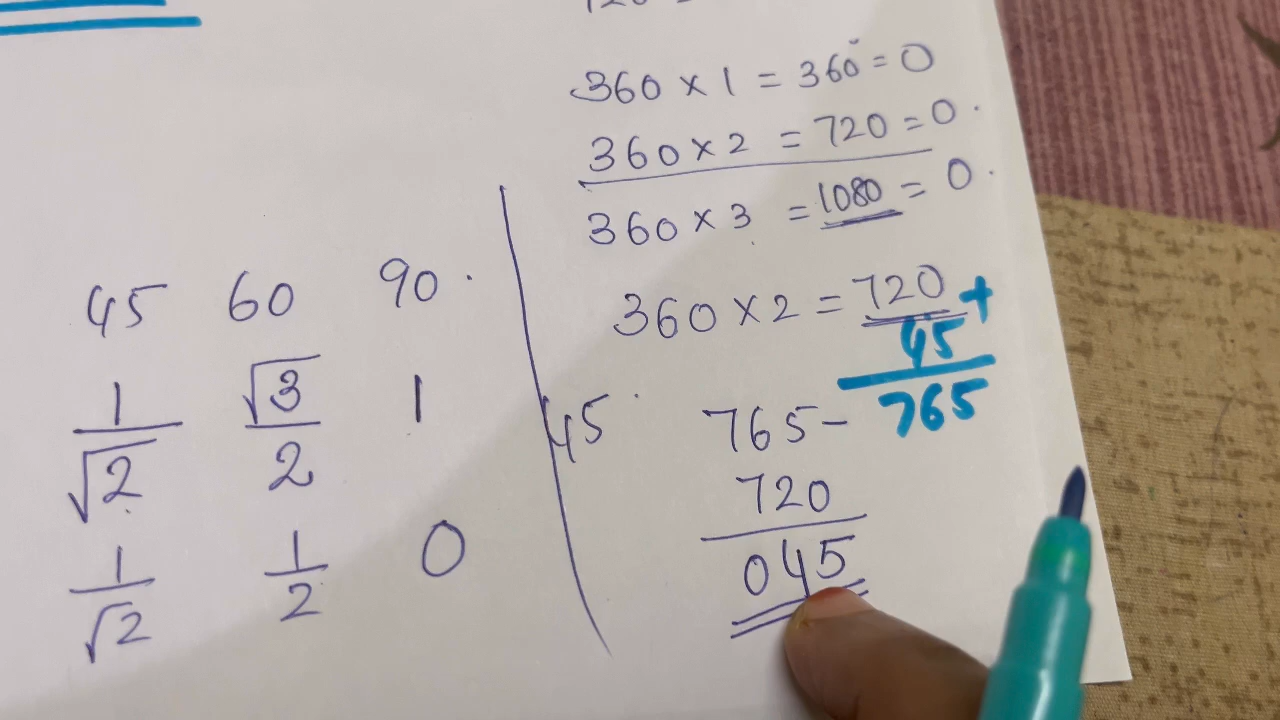 360 × 1 = 360 = 0
360 × 2 = 720 = 0
360 × 3 = 1080 = 0
360 × 2 = 720 +
45
765
765 -
720
045
45
45 60 90
1/√2 √3/2 1
1/√2 1/2 0